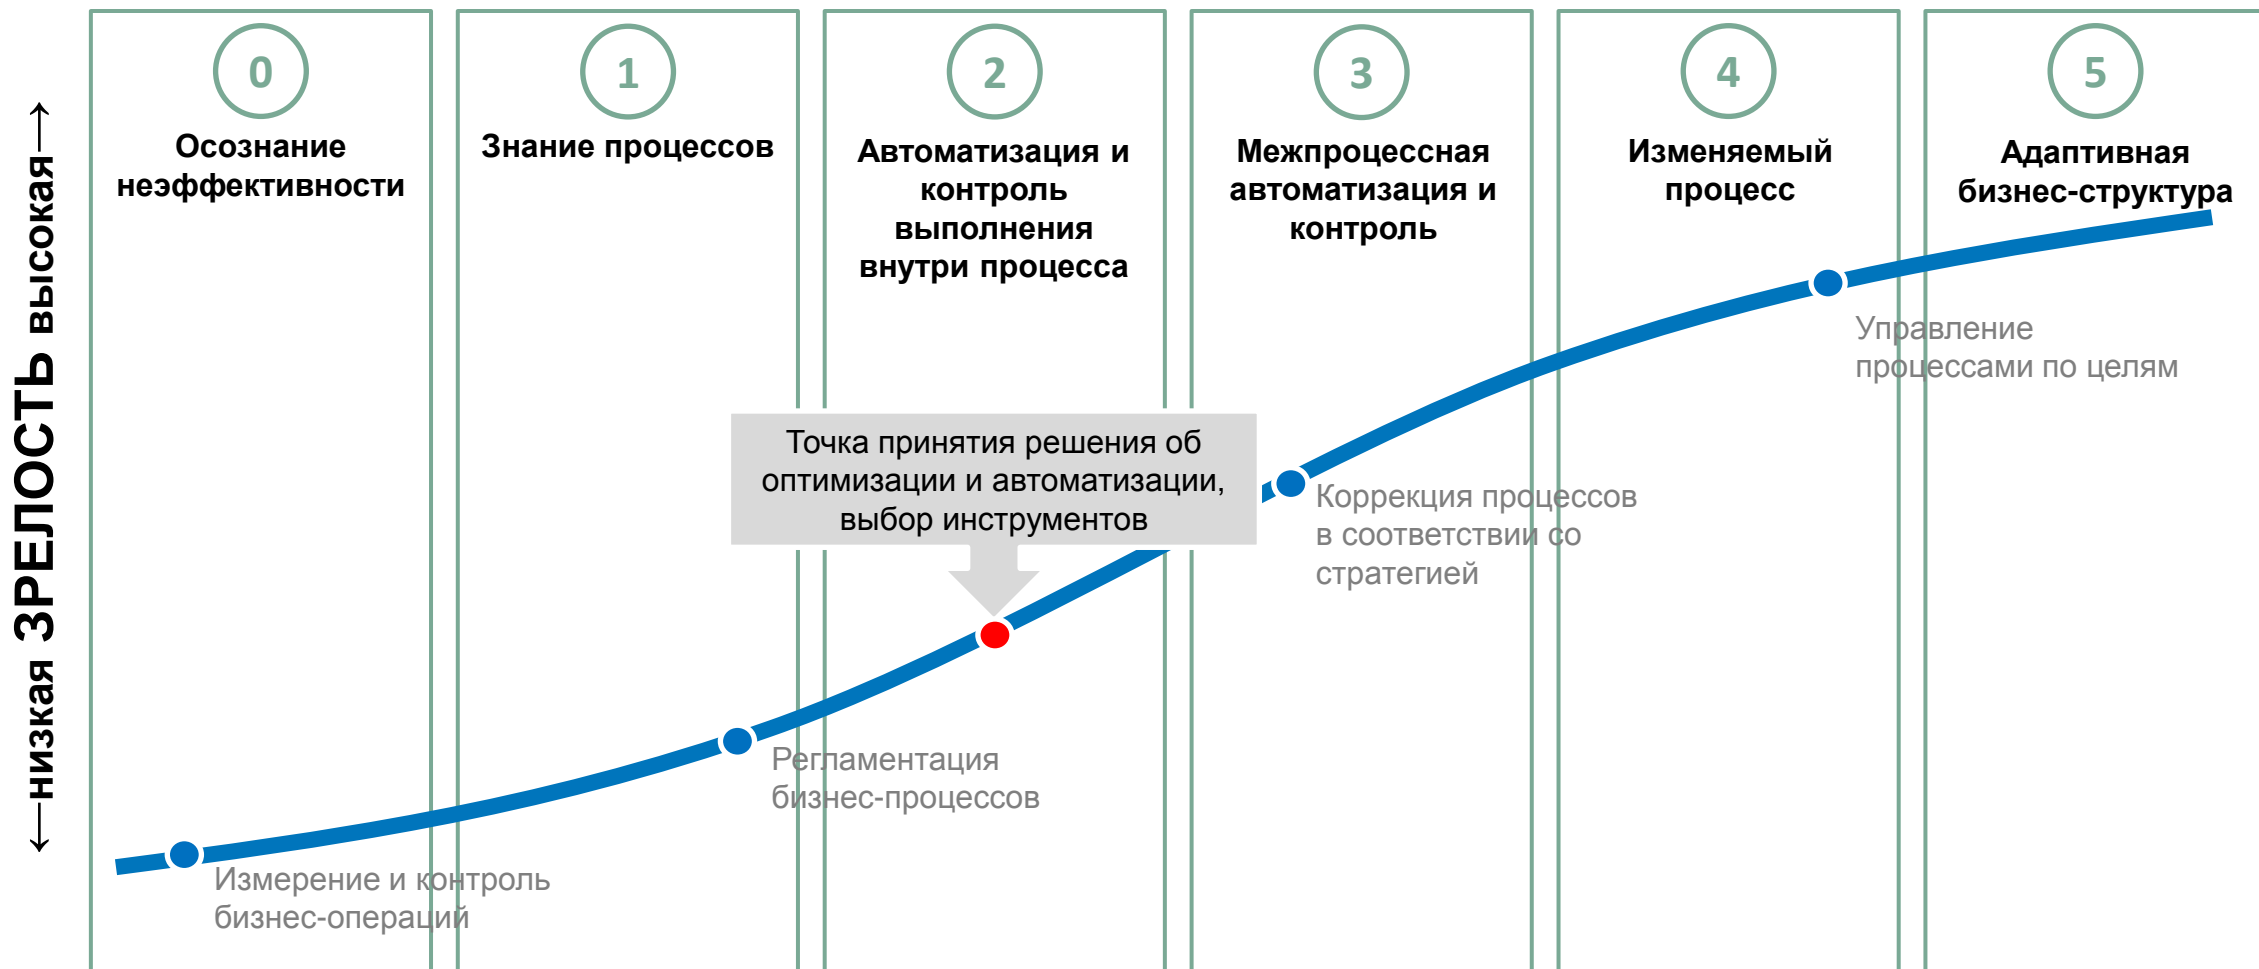 ←—низкая ЗРЕЛОСТЬ высокая—→
0
Осознание
неэффективности
1
Знание процессов
2
Автоматизация и
контроль
выполнения
внутри процесса
3
Межпроцессная
автоматизация и
контроль
4
Изменяемый
процесс
5
Адаптивная
бизнес-структура
Управление
процессами по целям
Точка принятия решения об
оптимизации и автоматизации,
выбор инструментов
Коррекция процессов
в соответствии со
стратегией
Регламентация
бизнес-процессов
Измерение и контроль
бизнес-операций